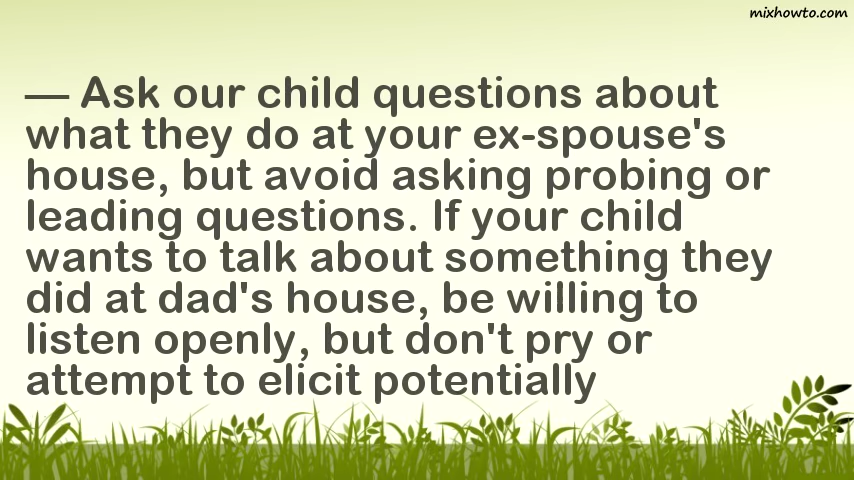 mixhowto.com
— Ask our child questions about
what they do at your ex-spouse's
house, but avoid asking probing or
leading questions. If your child
wants to talk about something they
did at dad's house, be willing to
listen openly, but don't pry or
attempt to elicit potentially